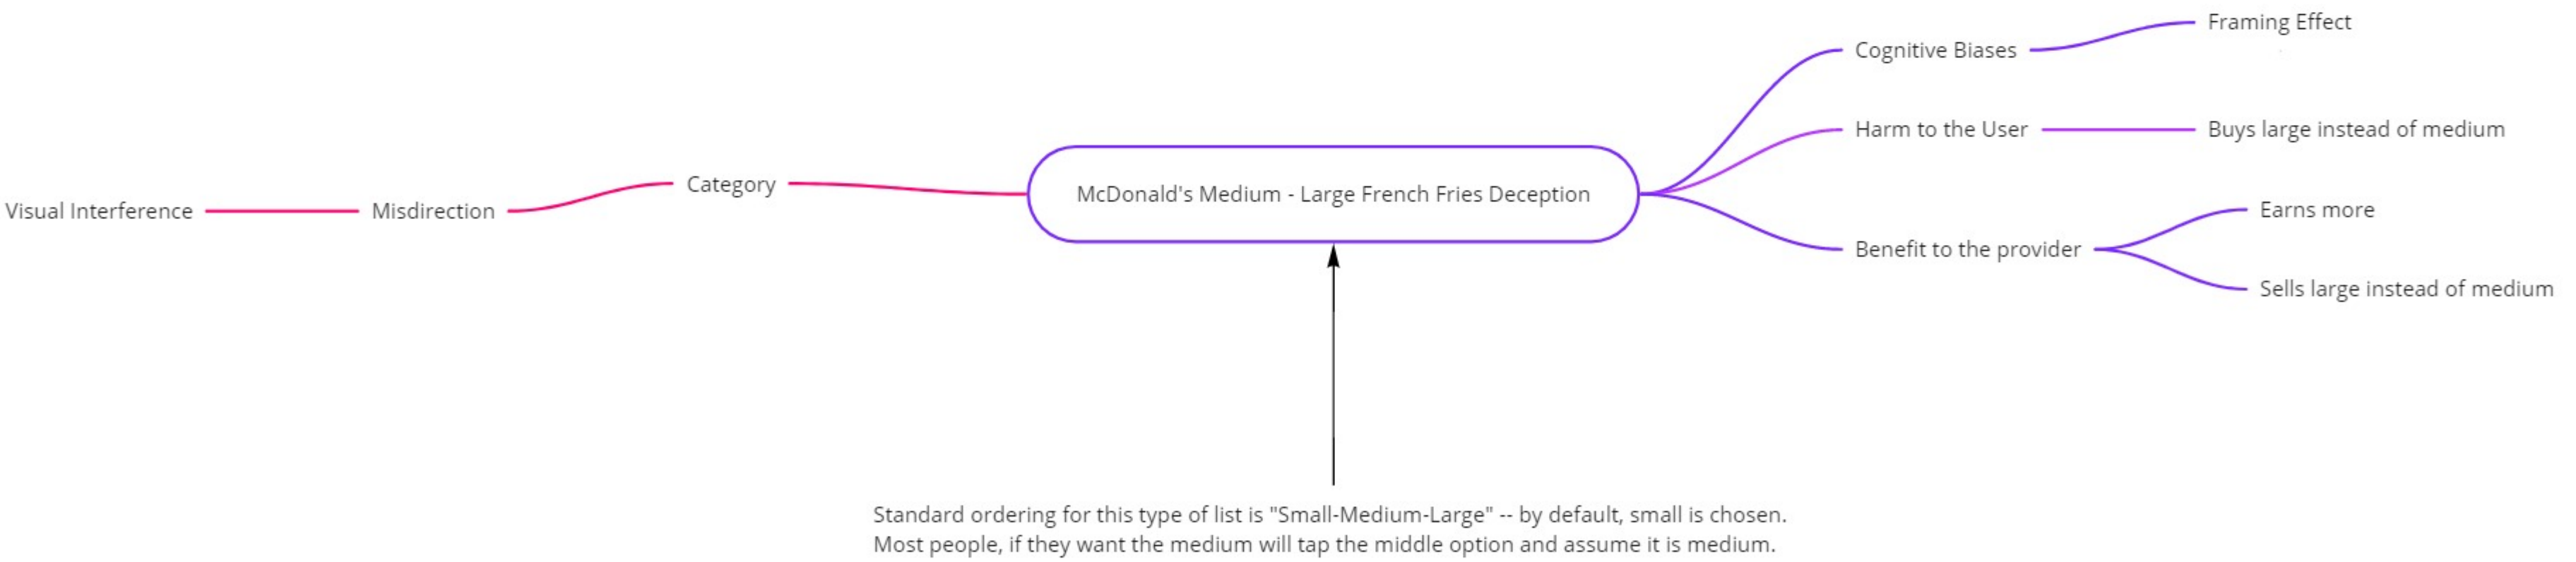 Framing Effect
Cognitive Biases
Harm to the User
Buys large instead of medium
Category
McDonald's Medium - Large French Fries Deception
Visual Interference
Misdirection
Earns more
Benefit to the provider
Sells large instead of medium
Standard ordering for this type of list is "Small-Medium-Large" -- by default, small is chosen.
Most people, if they want the medium will tap the middle option and assume it is medium.